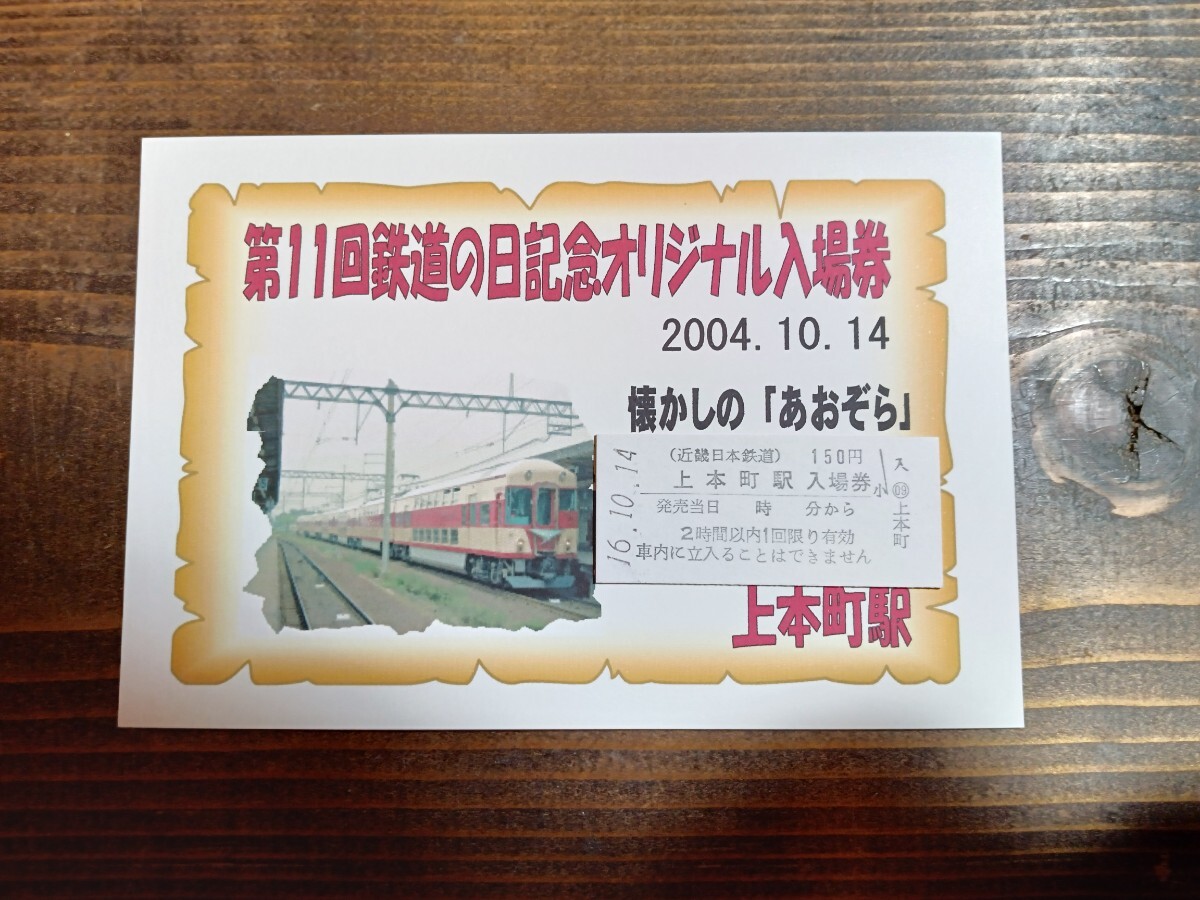 第11回鉄道の日記念オリジナル入場券
2004.10.14
懐かしの「あおぞら」
16.10.14
(近畿日本鉄道) 150円
上本町駅入場券
発売当日 時 分から
2時間以内1回限り有効
車内に立入ることはできません
小
入
上本町
上本町駅